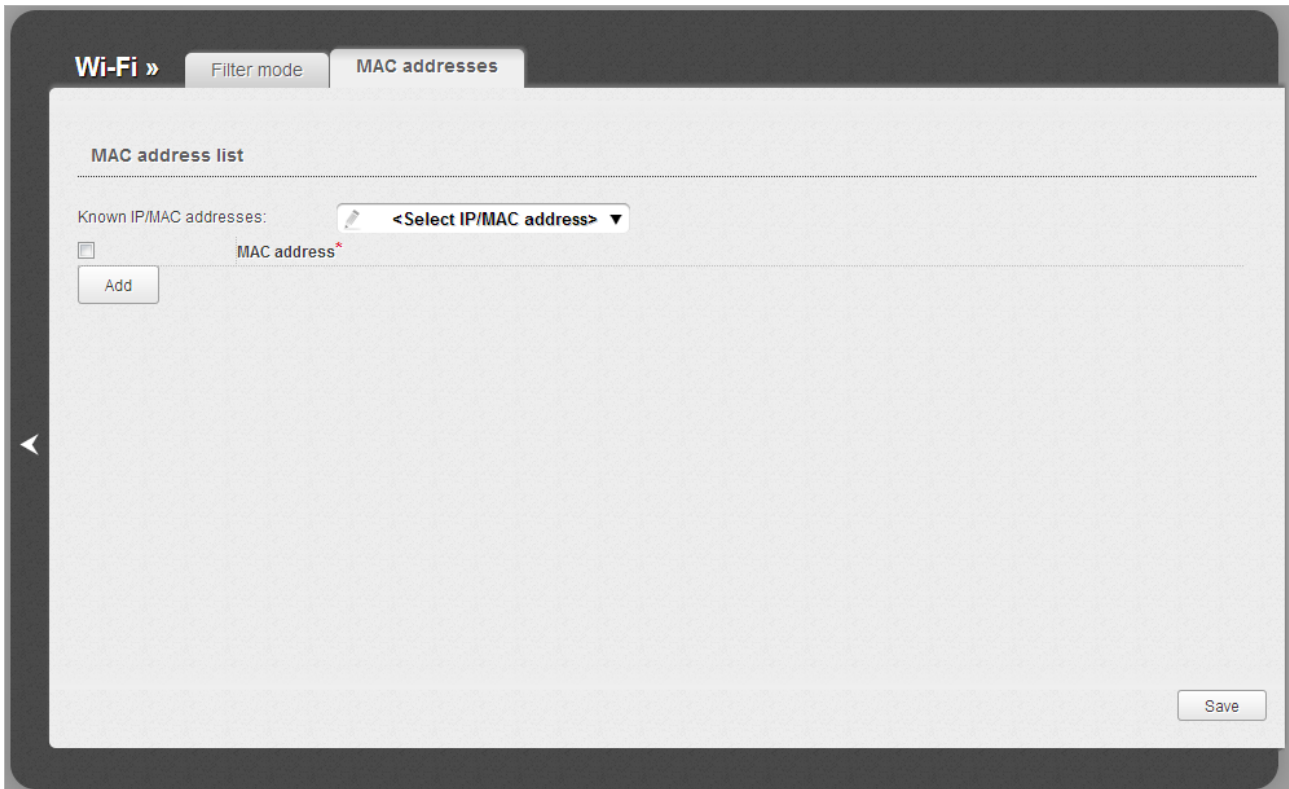 Wi-Fi » Filter mode MAC addresses
MAC address list
Known IP/MAC addresses: <Select IP/MAC address> ▼
MAC address*
Add
Save